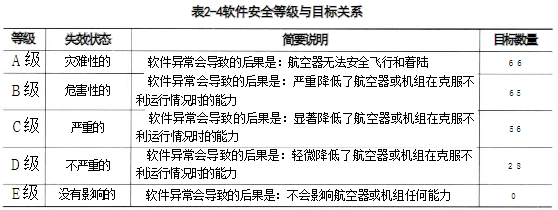 表2-4软件安全等级与目标关系
等级 失效状态 简要说明 目标数量
A级 灾难性的 软件异常会导致的后果是：航空器无法安全飞行和着陆 66
B级 危害性的 软件异常会导致的后果是：严重降低了航空器或机组在克服不
利运行情况时的能力 65
C级 严重的 软件异常会导致的后果是：显著降低了航空器或机组在克服不
利运行情况时的能力 56
D级 不严重的 软件异常会导致的后果是：轻微降低了航空器或机组在克服不
利运行情况时的能力 28
E级 没有影响的 软件异常会导致的后果是：不会影响航空器或机组任何能力 0